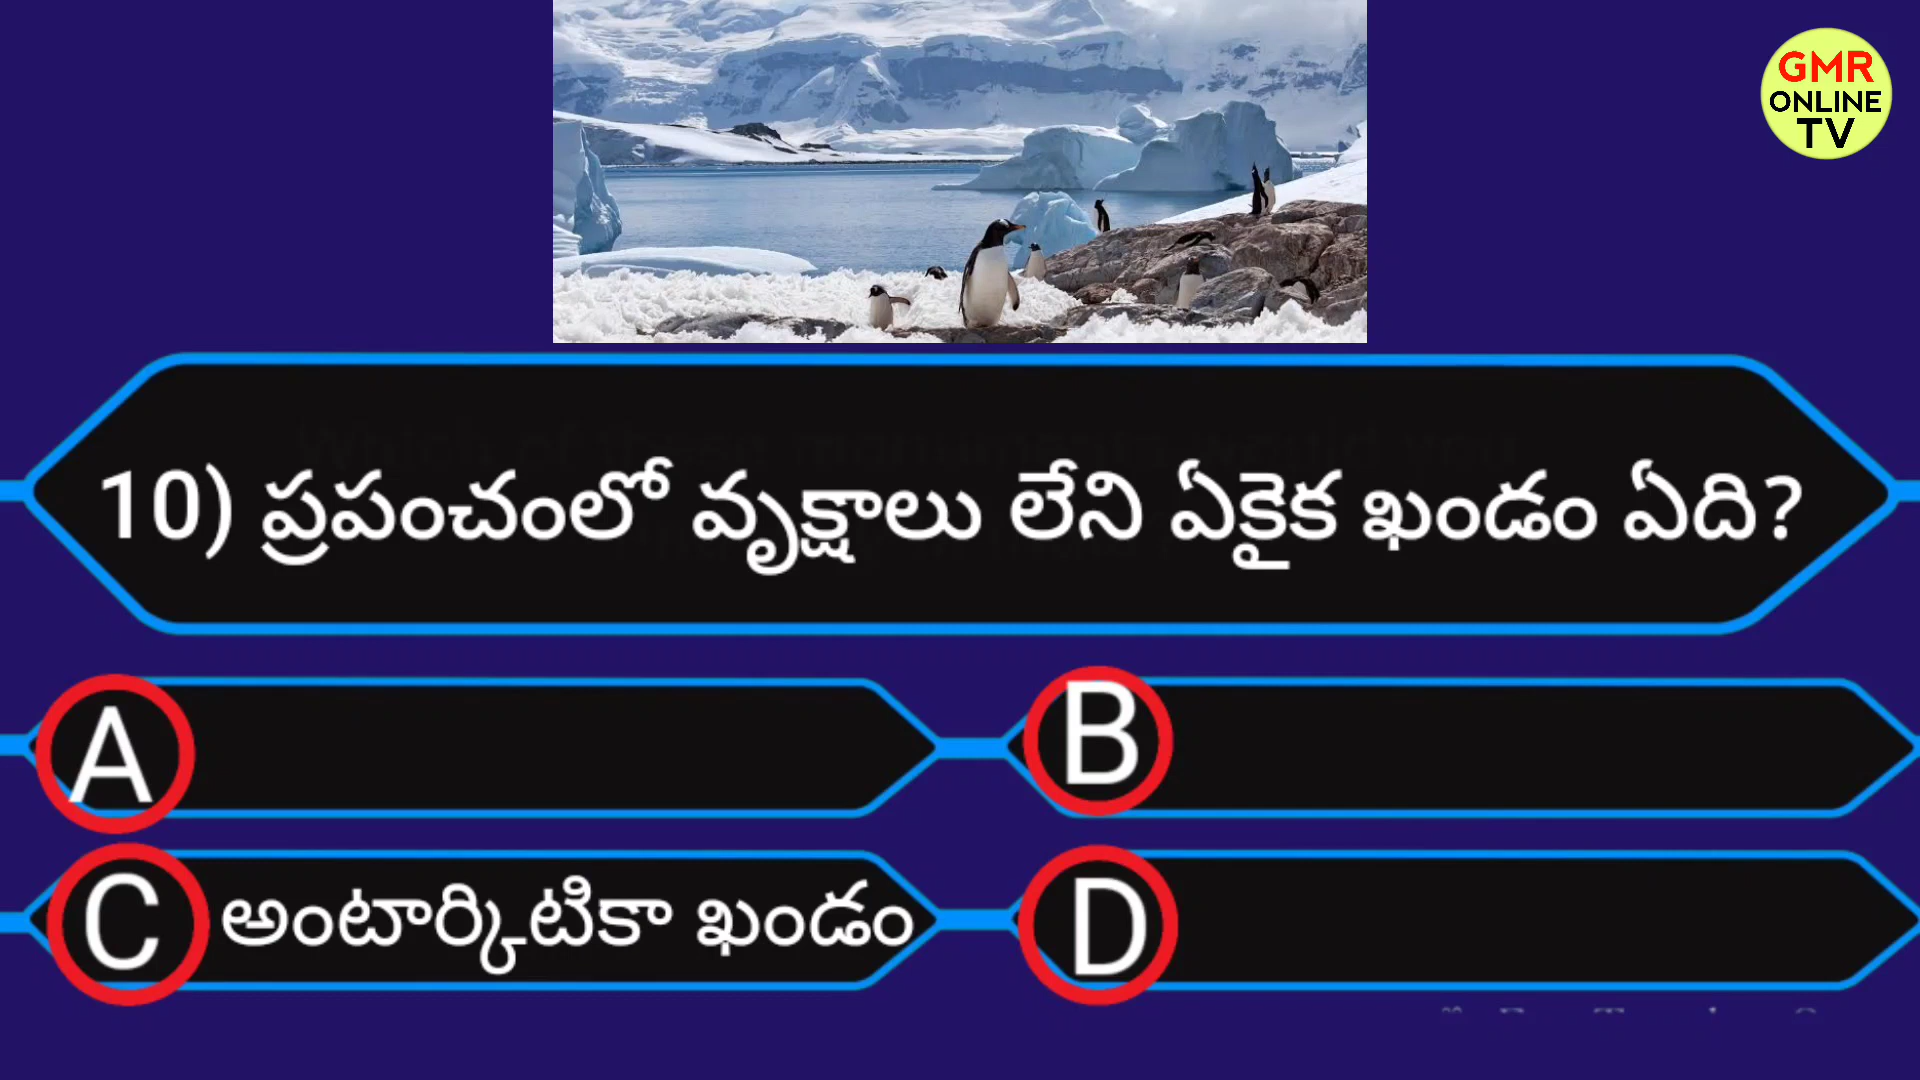 GMR
ONLINE
TV
10) ప్రపంచంలో వృక్షాలు లేని ఏకైక ఖండం ఏది?
A
B
C అంటార్కిటికా ఖండం
D